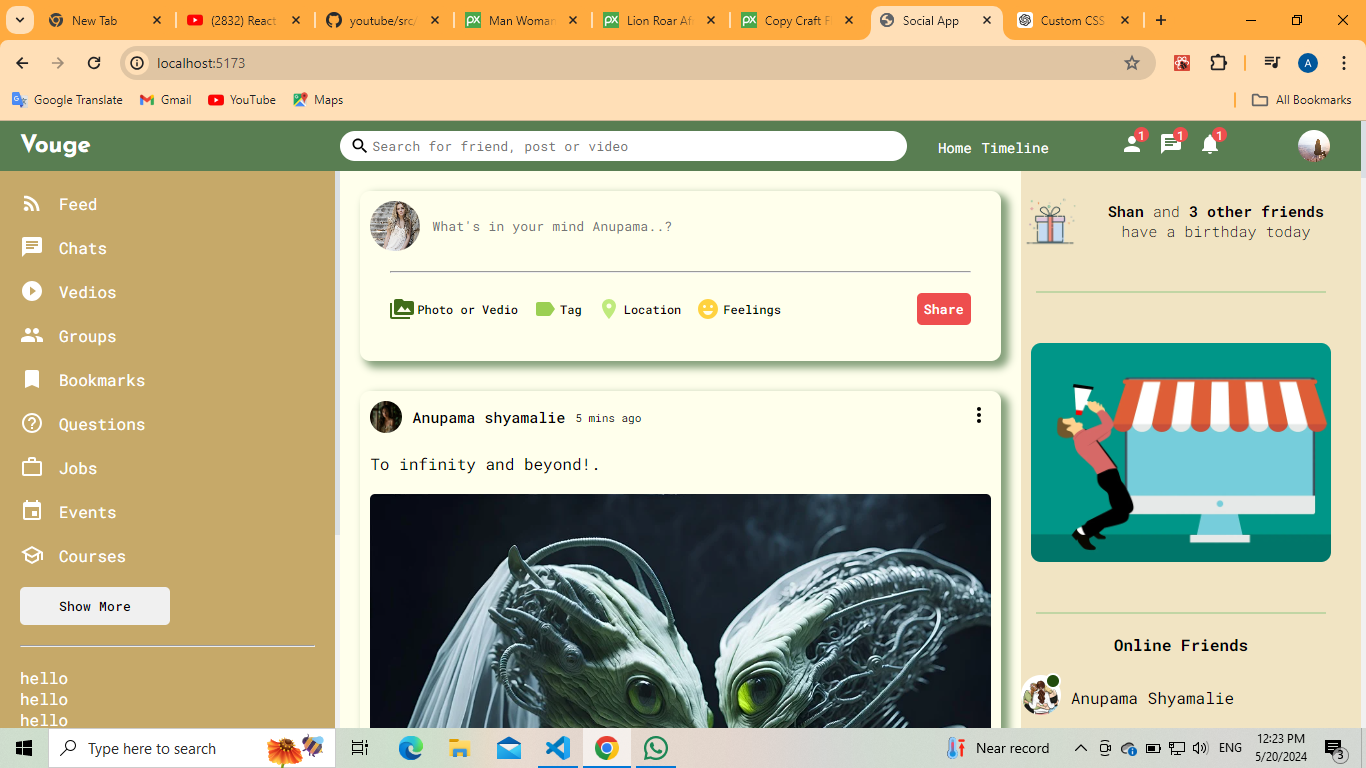 New Tab
(2832) React
youtube/src/
Man Woman
Lion Roar Afr
Copy Craft F
Social App
Custom CSS
localhost:5173
A
Google Translate
Gmail
YouTube
Maps
All Bookmarks
Vouge
Search for friend, post or video
Home Timeline
1
1
1
Feed
Chats
Vedios
Groups
Bookmarks
Questions
Jobs
Events
Courses
Show More
hello
hello
hello
What's in your mind Anupama..?
Photo or Vedio
Tag
Location
Feelings
Share
Anupama shyamalie 5 mins ago
To infinity and beyond!.
Shan and 3 other friends
have a birthday today
Online Friends
Anupama Shyamalie
Type here to search
Near record
ENG
12:23 PM
5/20/2024
3